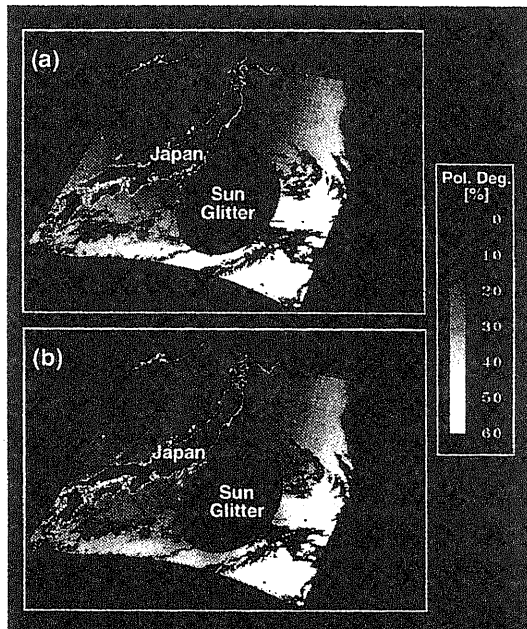 (a)
Japan
Sun
Glitter
(b)
Japan
Sun
Glitter
Pol. Deg.
[%]
0
10
20
30
40
50
60